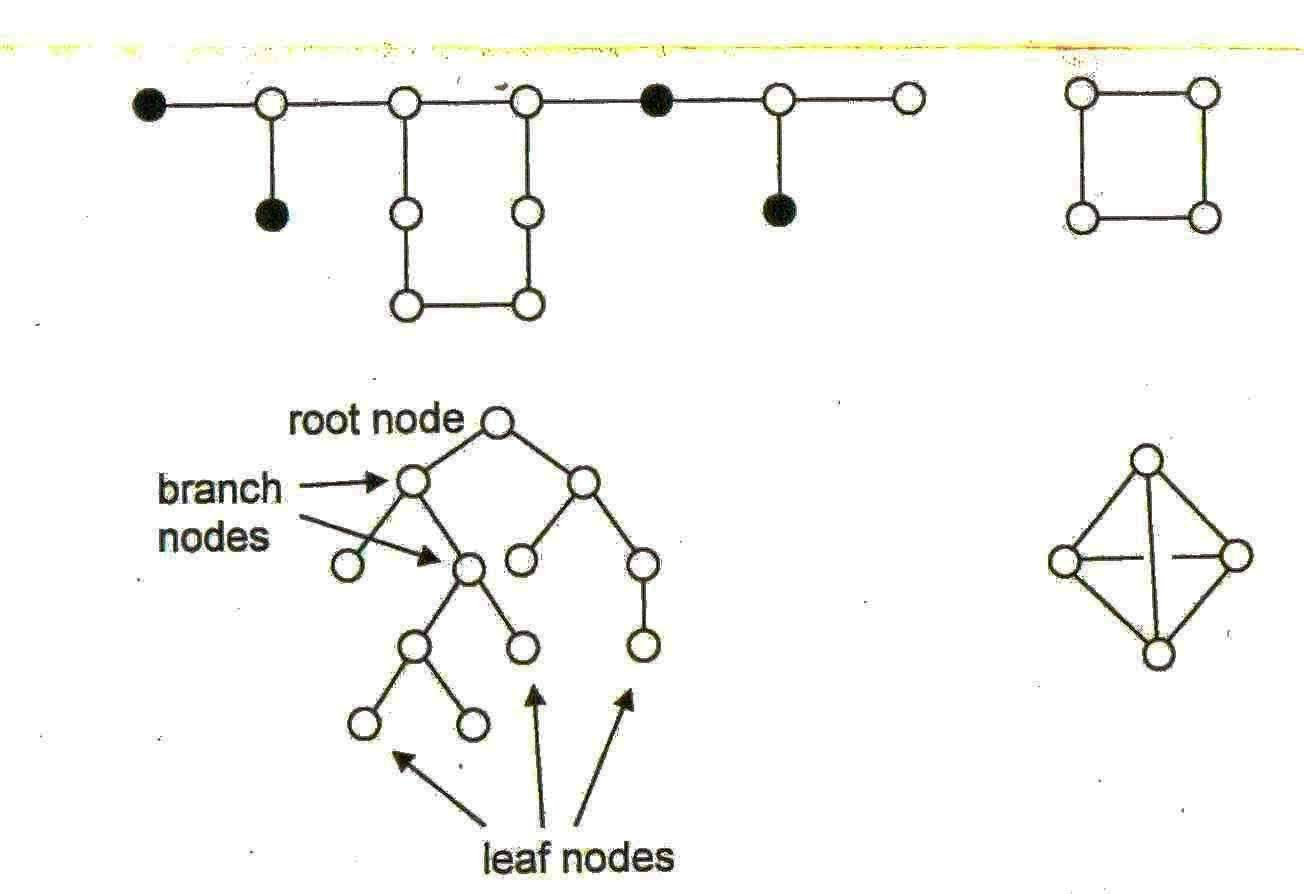 root node
branch
nodes
leaf nodes